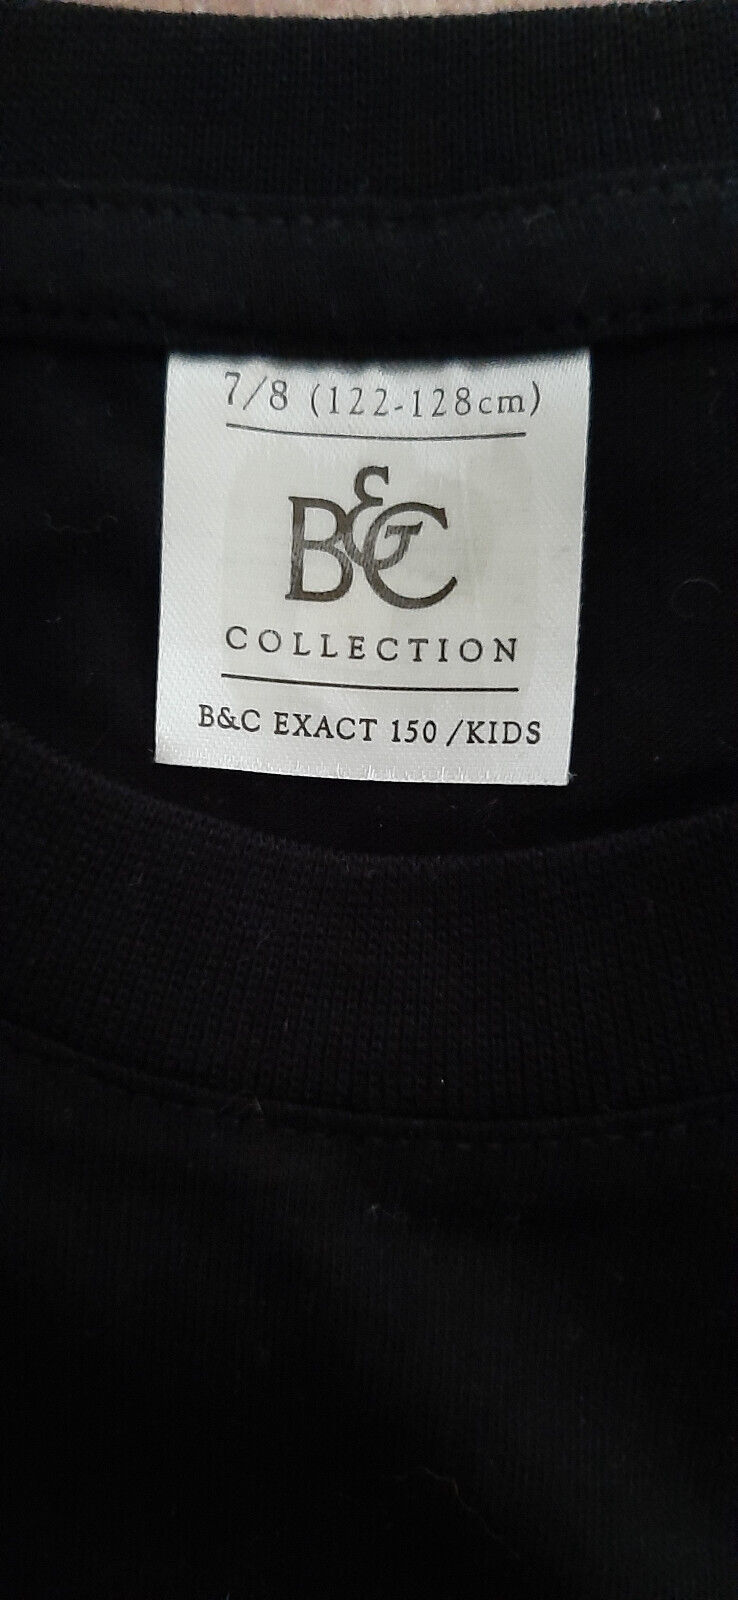 7/8 (122-128cm)
B&C
COLLECTION
B&C EXACT 150 /KIDS